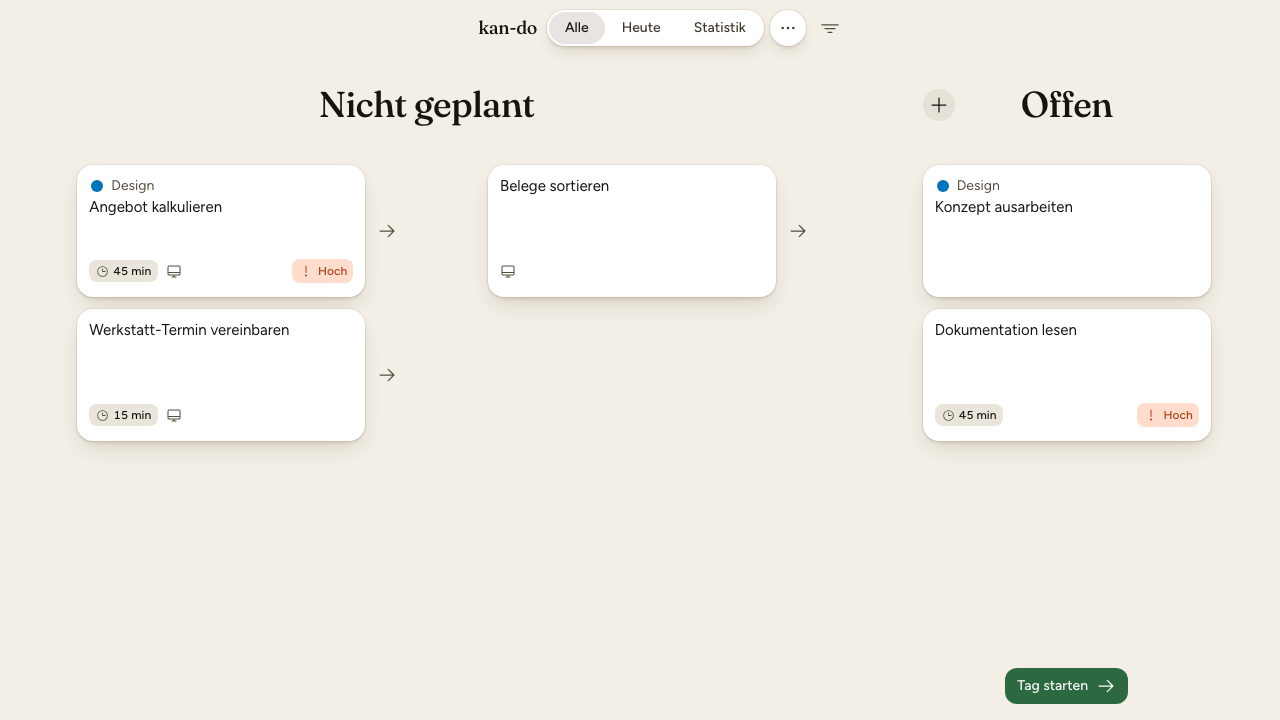 kan-do
Alle
Heute
Statistik
Nicht geplant
Design
Angebot kalkulieren
45 min
Hoch
Belege sortieren
Werkstatt-Termin vereinbaren
15 min
Offen
Design
Konzept ausarbeiten
Dokumentation lesen
45 min
Hoch
Tag starten